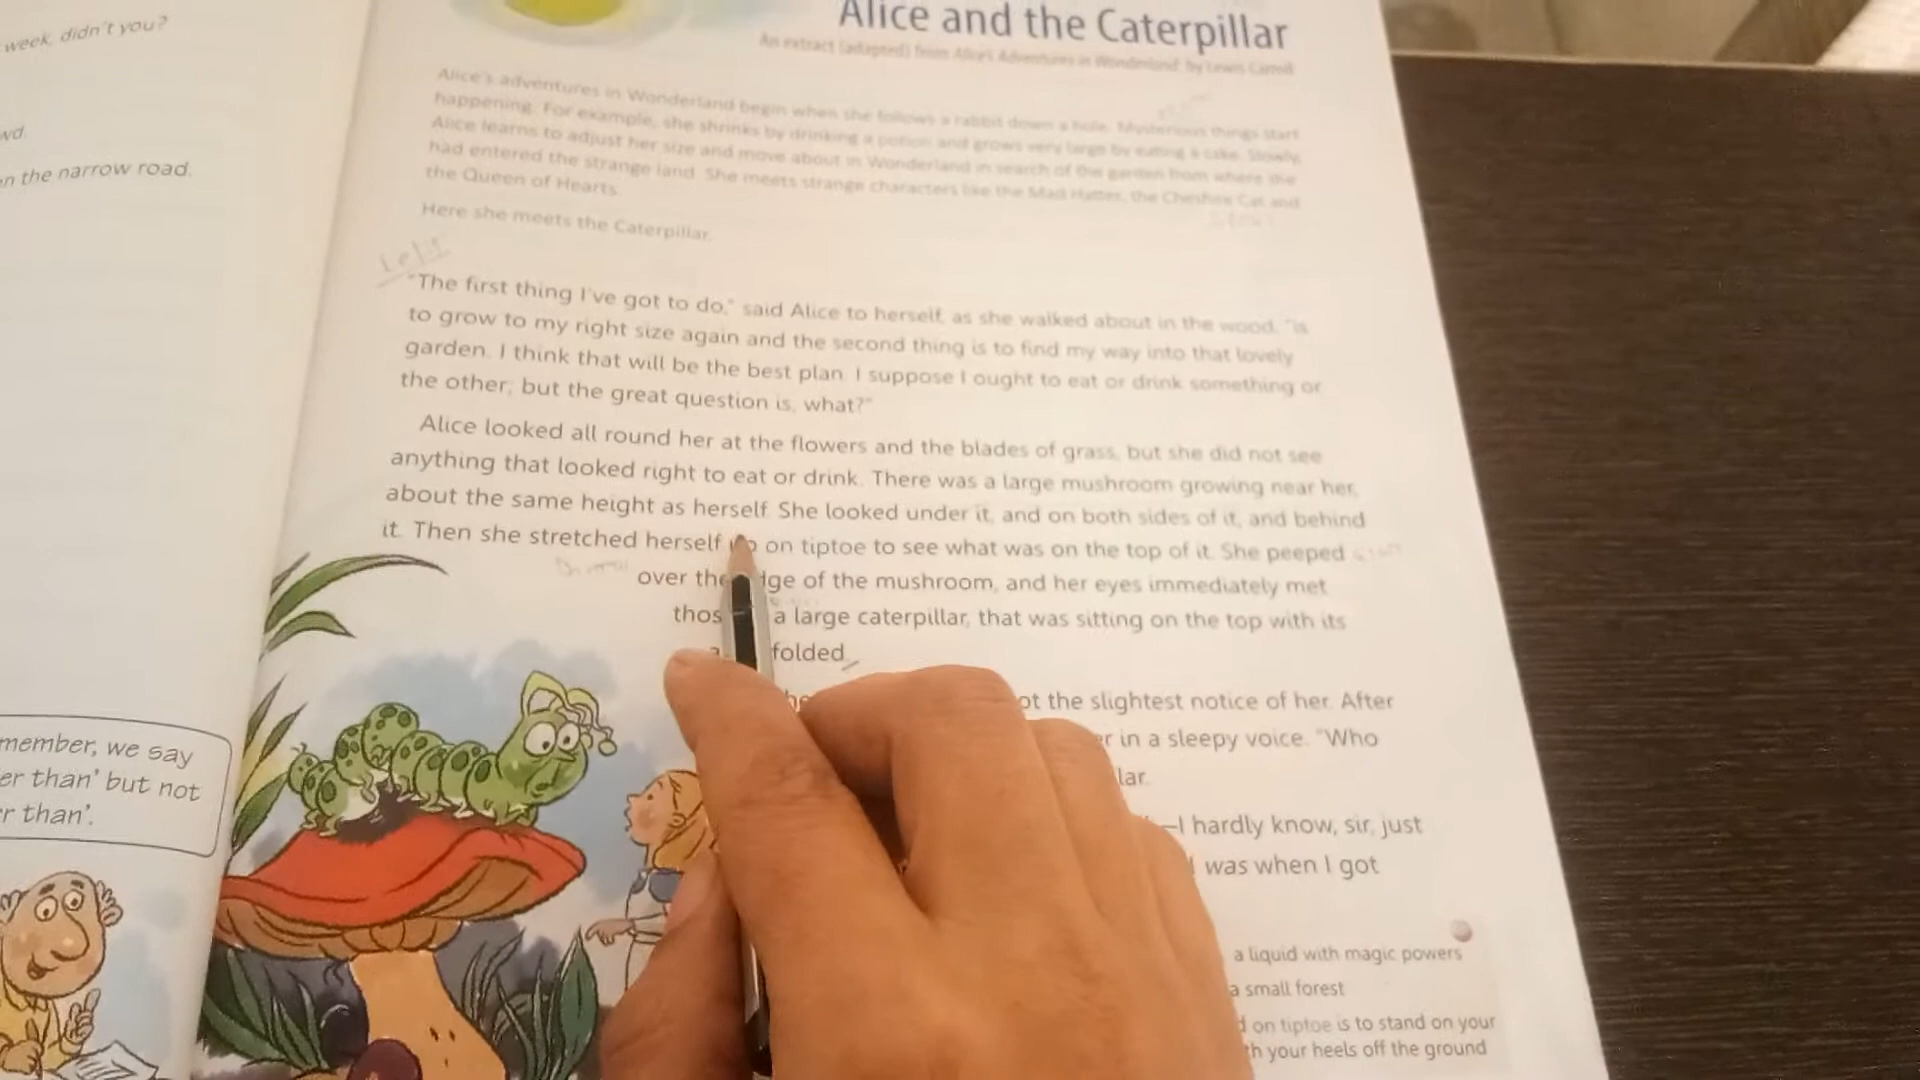 week, didn't you?
wd.
n the narrow road.
member, we say
er than' but not
r than'.
Alice and the Caterpillar
An extract (adapted) from Alice's Adventures in Wonderland by Lewis Carroll
Alice's adventures in Wonderland begin when she follows a rabbit down a hole. Mysterious things start
happening. For example, she shrinks by drinking a potion and grows very large by eating a cake. Slowly,
Alice learns to adjust her size and move about in Wonderland in search of the garden from where she
had entered the strange land. She meets strange characters like the Mad Hatter, the Cheshire Cat and
the Queen of Hearts.
Here she meets the Caterpillar.
"The first thing I've got to do," said Alice to herself, as she walked about in the wood, "is
to grow to my right size again and the second thing is to find my way into that lovely
garden. I think that will be the best plan. I suppose I ought to eat or drink something or
the other; but the great question is, what?"
Alice looked all round her at the flowers and the blades of grass, but she did not see
anything that looked right to eat or drink. There was a large mushroom growing near her,
about the same height as herself. She looked under it, and on both sides of it, and behind
it. Then she stretched herself up on tiptoe to see what was on the top of it. She peeped
over the dge of the mushroom, and her eyes immediately met
thos a large caterpillar, that was sitting on the top with its
folded.
ot the slightest notice of her. After
r in a sleepy voice. "Who
lar.
—I hardly know, sir, just
I was when I got
a liquid with magic powers
a small forest
d on tiptoe is to stand on your
th your heels off the ground